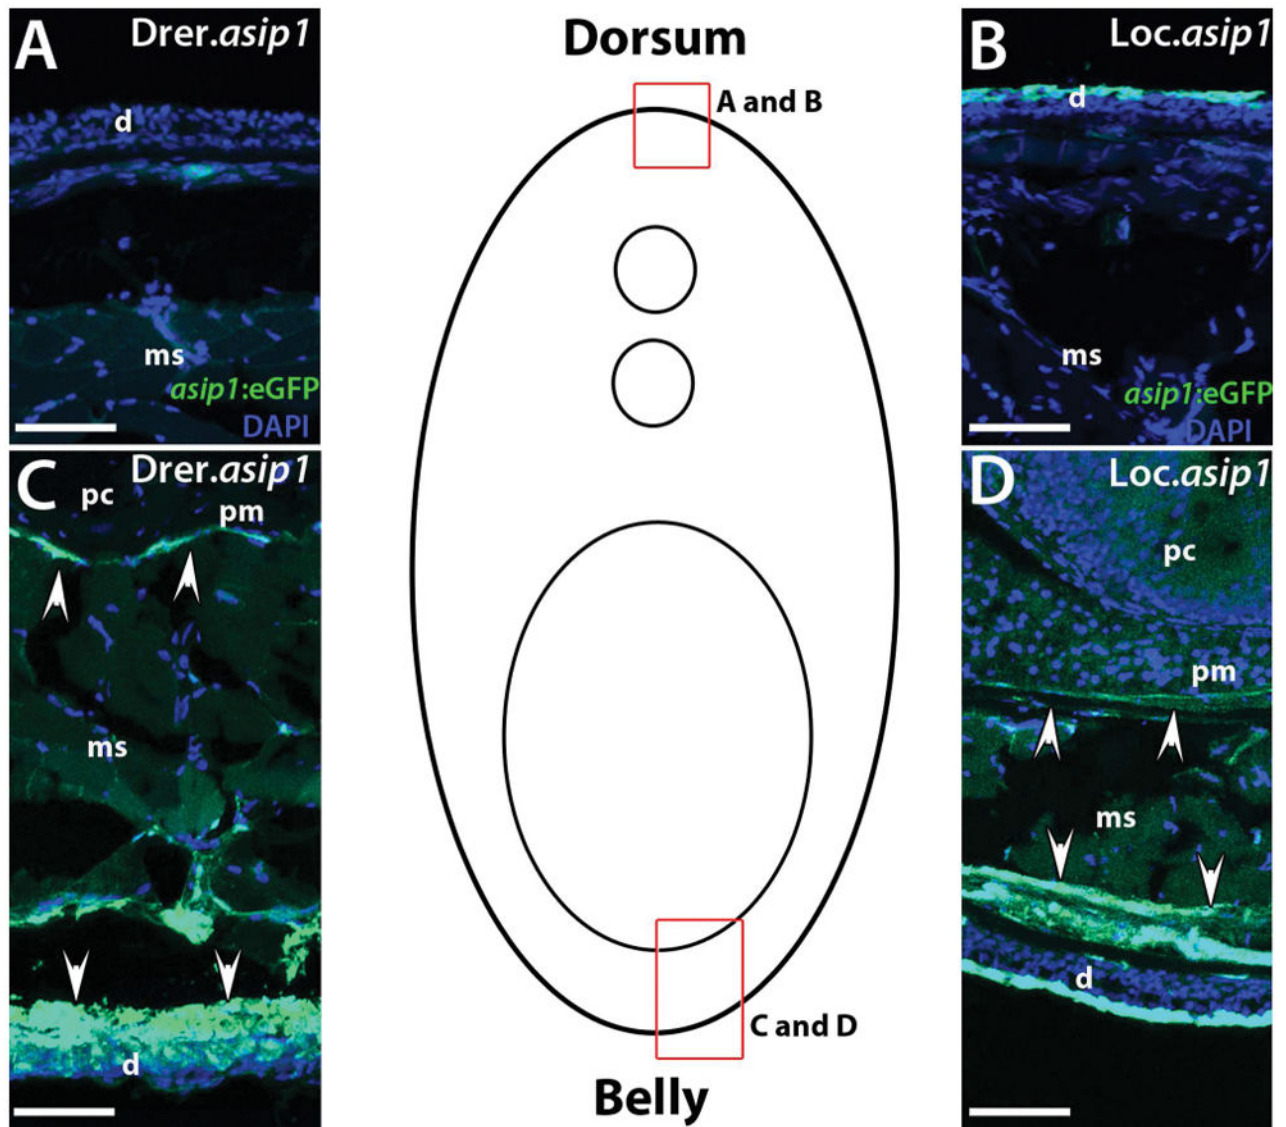 A
Drer.asip1
d
ms
asip1:eGFP
DAPI
Dorsum
A and B
B
Loc.asip1
d
ms
asip1:eGFP
DAPI
C
Drer.asip1
pc
pm
ms
d
D
Loc.asip1
pc
pm
ms
d
C and D
Belly